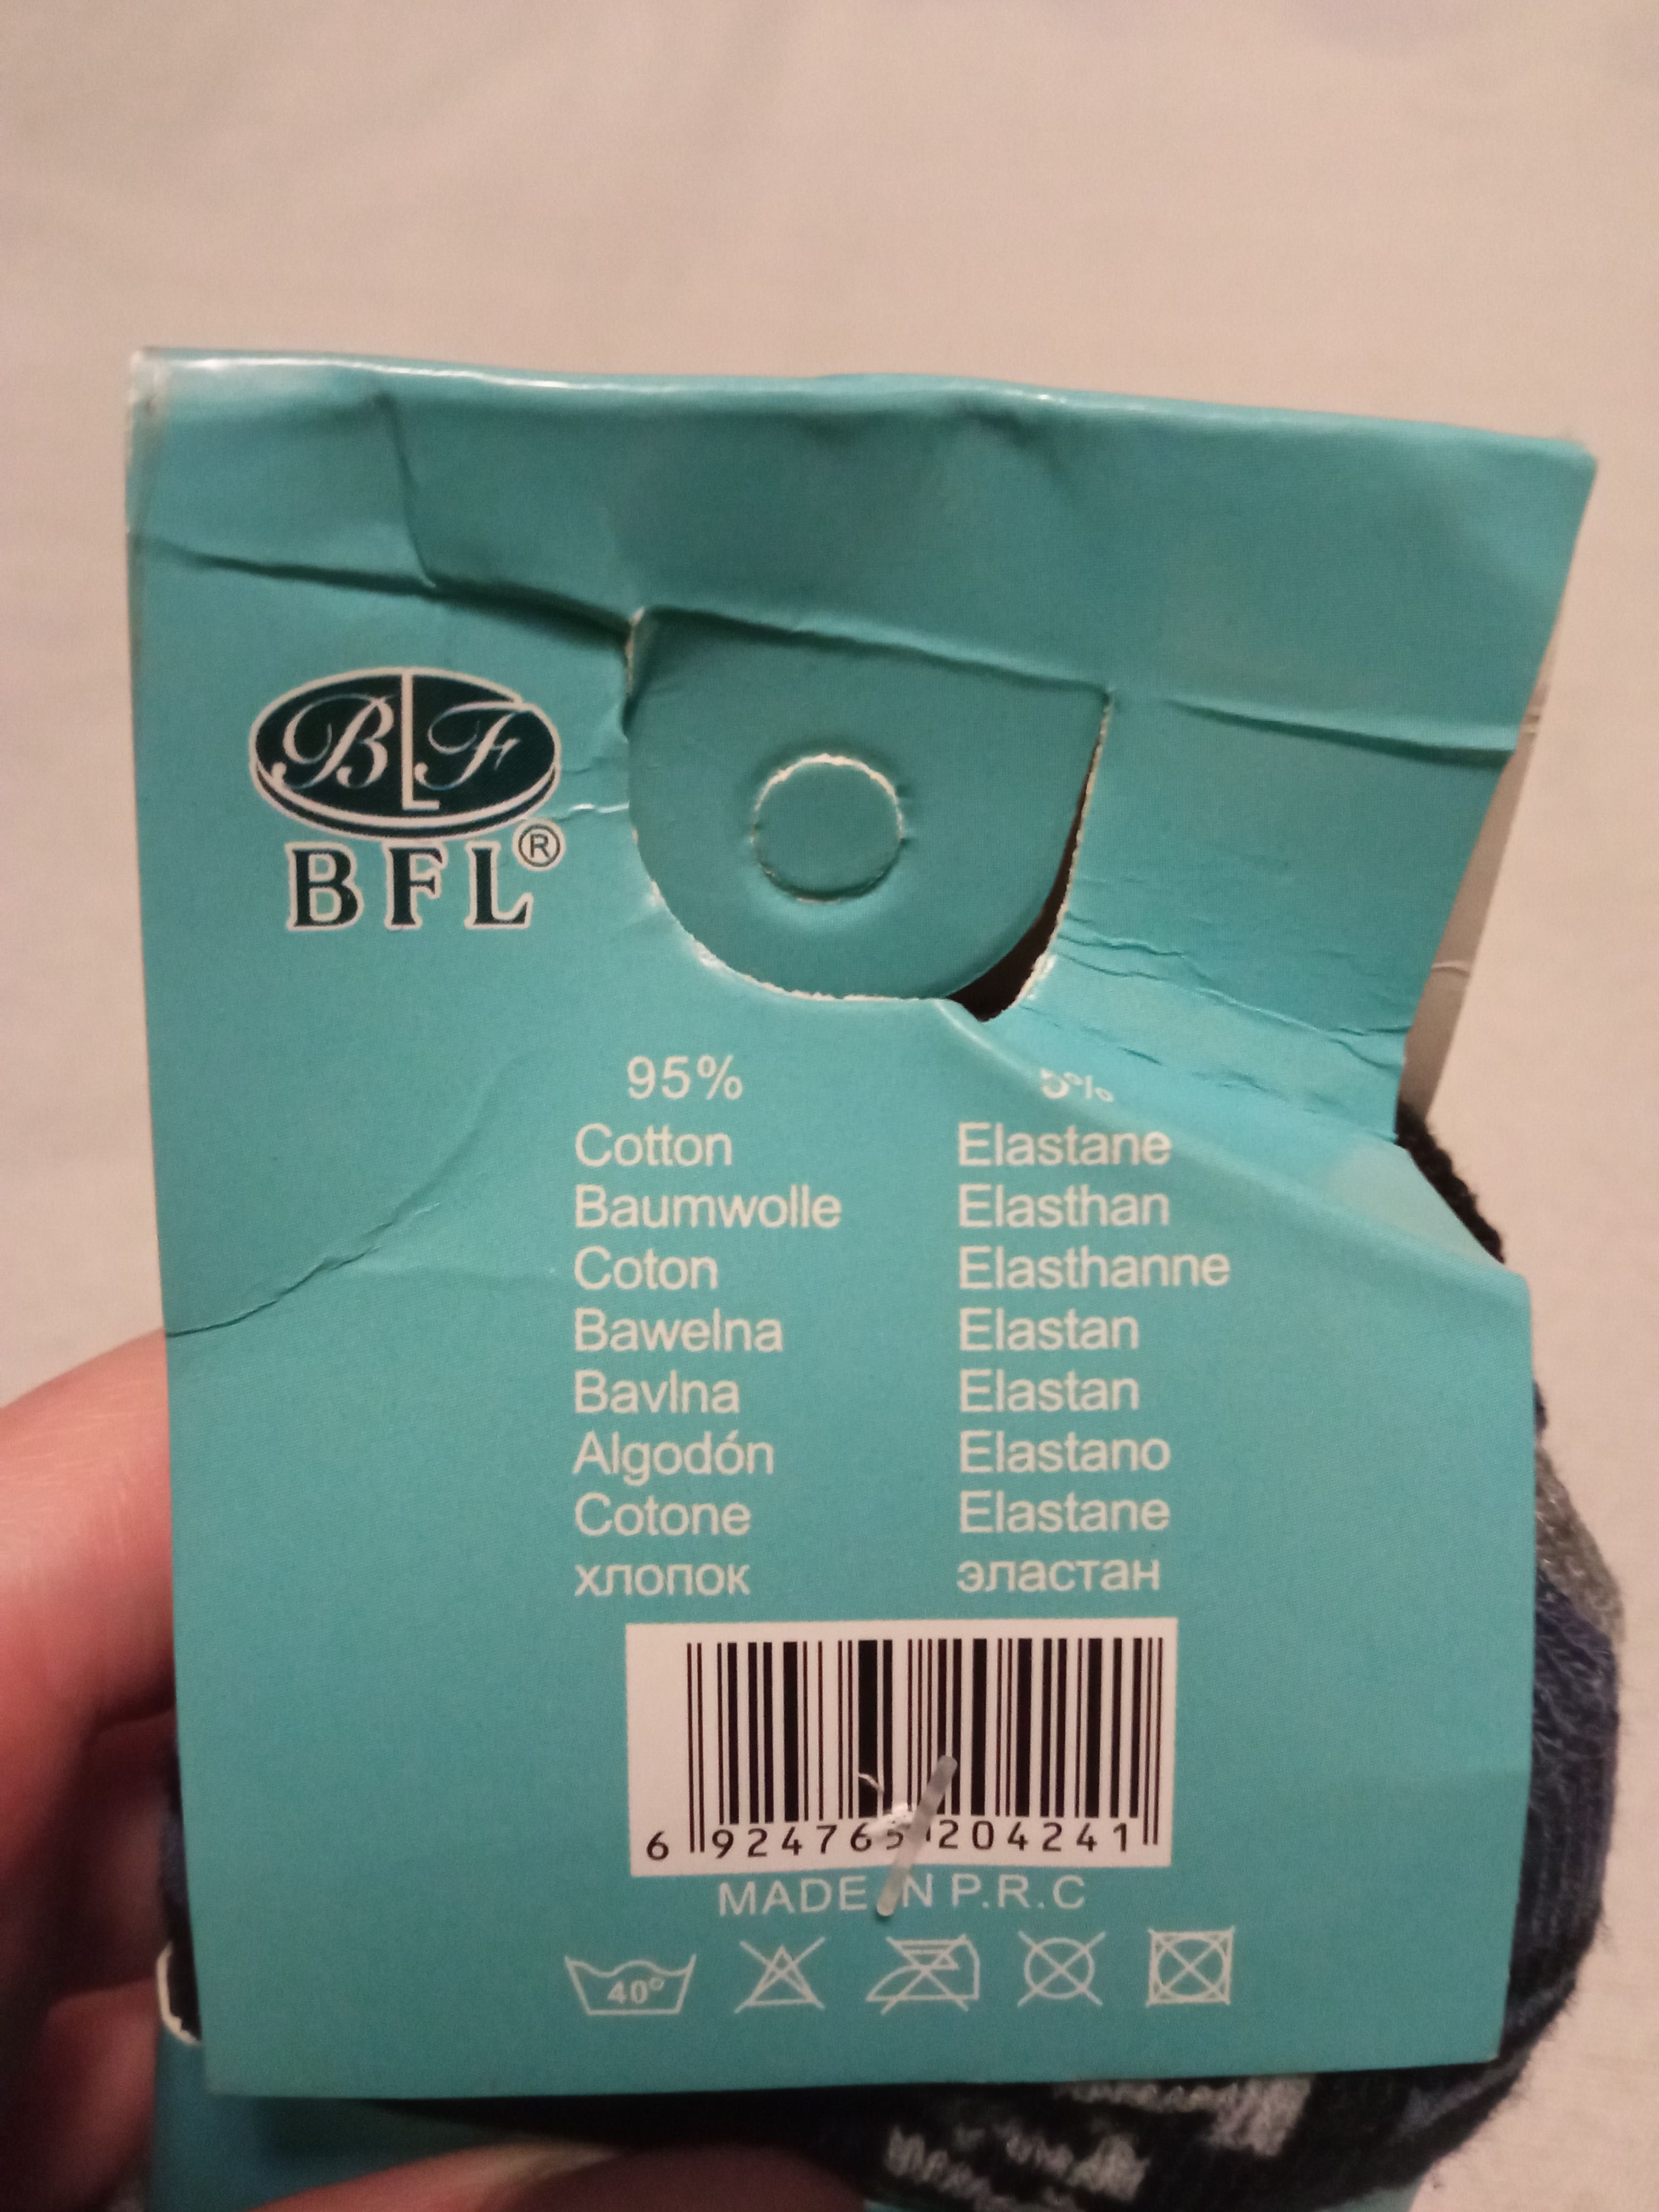 BLF
BFL®
95% 5%
Cotton Elastane
Baumwolle Elasthan
Coton Elasthanne
Bawelna Elastan
Bavlna Elastan
Algodón Elastano
Cotone Elastane
хлопок эластан
6 924765 204241
MADE IN P.R.C
40°